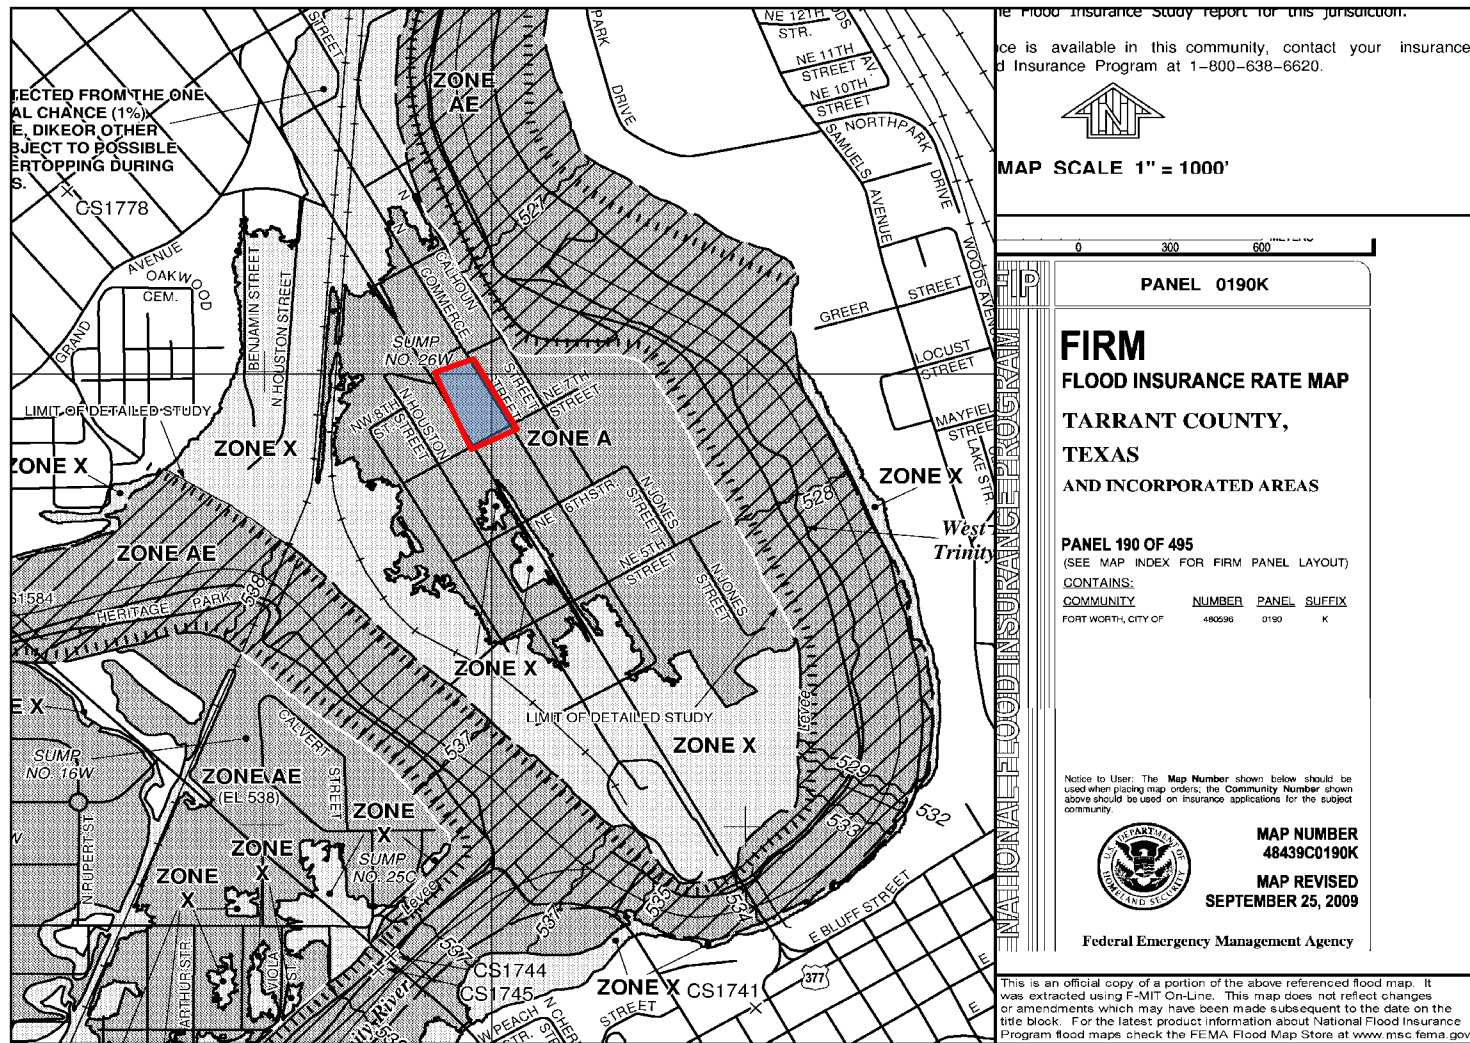 STREET
PARK
DRIVE
NE 12TH
STR.
NE 11TH
STREET
NE 10TH
STREET
AV.
NORTHPARK
DRIVE
SAMUELS
AVENUE
WOODS AVENUE
ZONE
AE
TECTED FROM THE ONE
AL CHANCE (1%)
E, DIKEOR OTHER
BJECT TO POSSIBLE
ERTOPPING DURING
S.
CS1778
527
AVENUE
GRAND
OAKWOOD
CEM.
BENJAMIN STREET
N HOUSTON STREET
N
N
CALHOUN
COMMERCE
STREET
STREET
SUMP
NO. 26W
GREER STREET
LOCUST
STREET
MAYFIEL
STREE
LAKE STR.
NW 8TH
ST.
N HOUSTON
STREET
NE 7TH
STREET
LIMIT OF DETAILED STUDY
ZONE X
ZONE X
ZONE A
ZONE X
528
West
Trinity
NE 6TH STR.
N JONES
STREET
NE 5TH
STREET
N JONES
STREET
ZONE AE
S1584
HERITAGE PARK
538
ZONE X
E X
LIMIT OF DETAILED STUDY
Levee
ZONE X
CALVERT
STREET
537
SUMP
NO. 16W
ZONE AE
(EL 538)
529
532
533
ZONE
X
ZONE
X
ZONE
X
SUMP
NO. 25C
N RUPERT ST
Levee
535
534
537
537
E BLUFF STREET
ARTHUR STR.
VIOLA
ST.
CS1744
CS1745
ity River
ZONE X
CS1741
377
N CHER
STREET
W PEACH
STR.
E
E
E
e Flood Insurance Study report for this jurisdiction.
ce is available in this community, contact your insurance
d Insurance Program at 1-800-638-6620.
N
MAP SCALE 1" = 1000'
0 300 600
METERS
FIP
NATIONAL FLOOD INSURANCE PROGRAM
PANEL 0190K
FIRM
FLOOD INSURANCE RATE MAP
TARRANT COUNTY,
TEXAS
AND INCORPORATED AREAS
PANEL 190 OF 495
(SEE MAP INDEX FOR FIRM PANEL LAYOUT)
CONTAINS:
COMMUNITY NUMBER PANEL SUFFIX
FORT WORTH, CITY OF 480596 0190 K
Notice to User: The Map Number shown below should be
used when placing map orders; the Community Number shown
above should be used on insurance applications for the subject
community.
U.S. DEPARTMENT OF
HOMELAND SECURITY
MAP NUMBER
48439C0190K
MAP REVISED
SEPTEMBER 25, 2009
Federal Emergency Management Agency
This is an official copy of a portion of the above referenced flood map. It
was extracted using F-MIT On-Line. This map does not reflect changes
or amendments which may have been made subsequent to the date on the
title block. For the latest product information about National Flood Insurance
Program flood maps check the FEMA Flood Map Store at www.msc.fema.gov